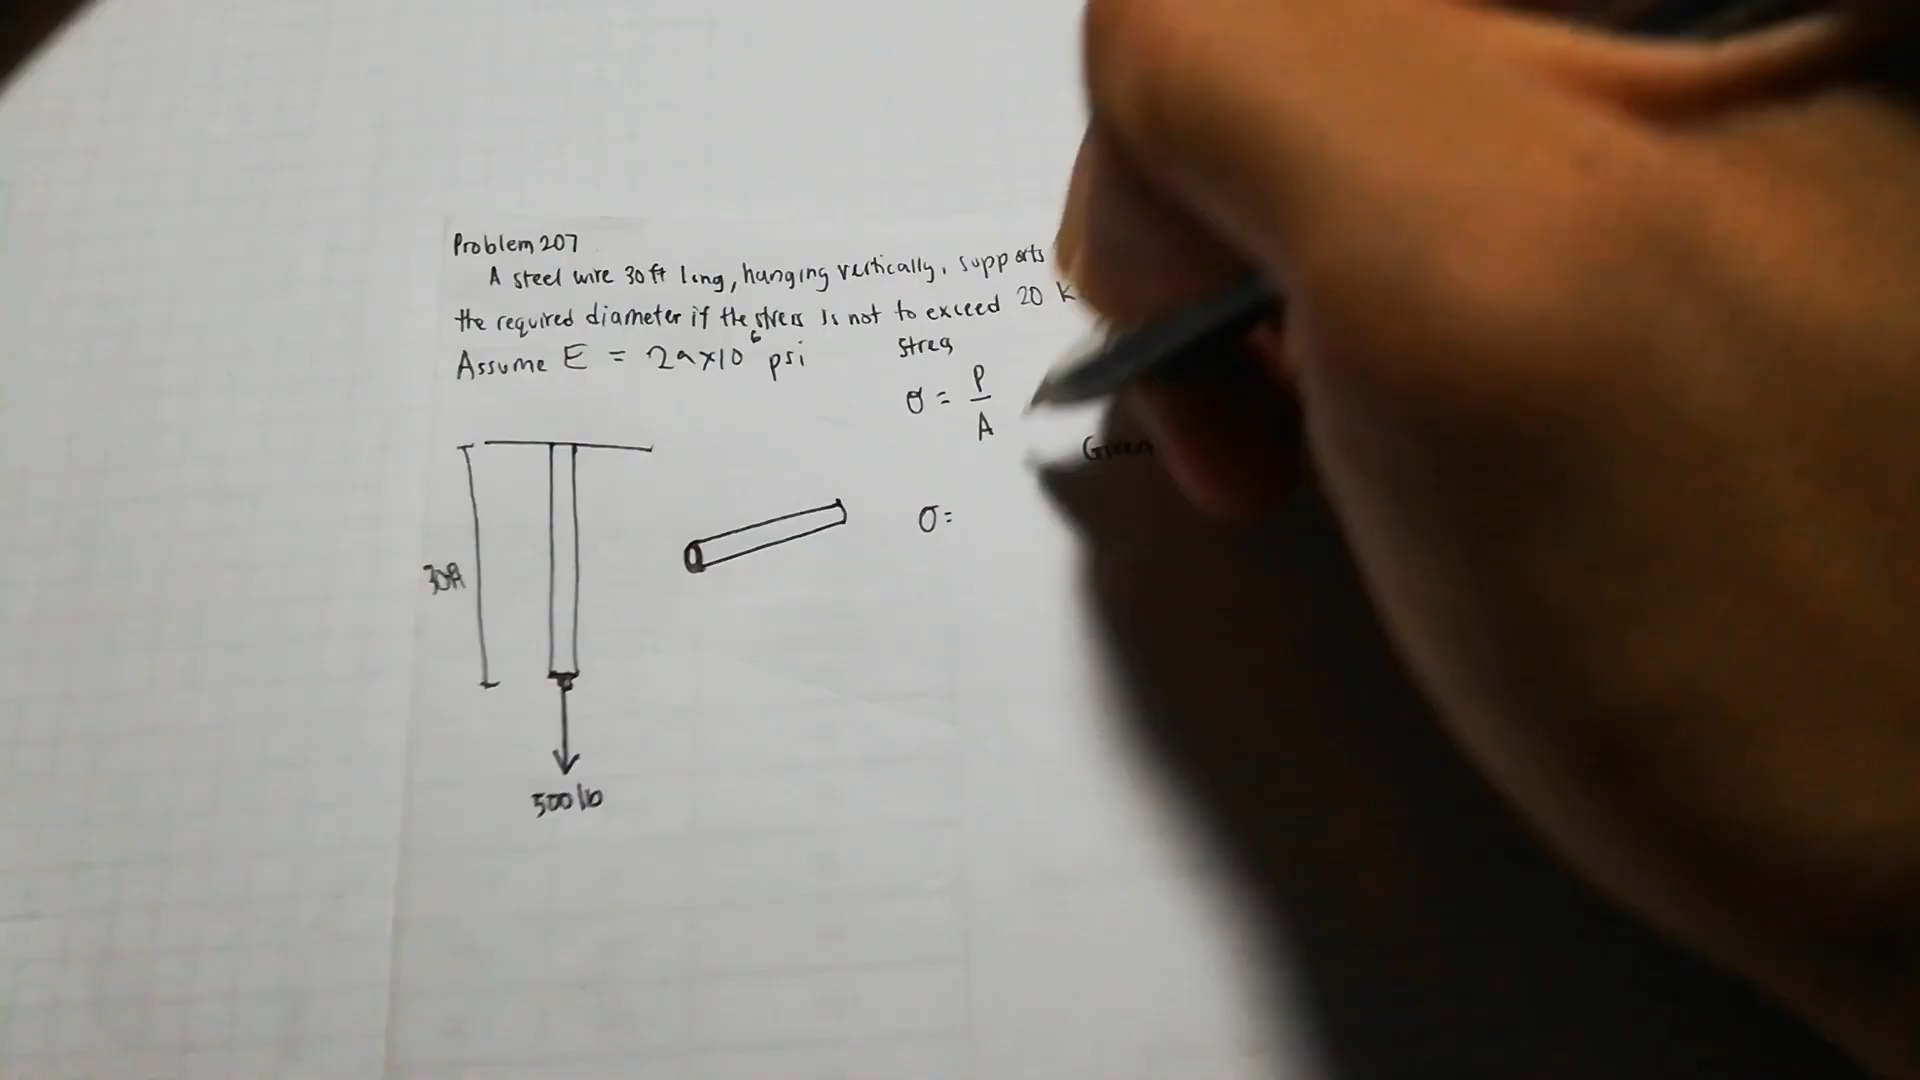 Problem 207
A steel wire 30 ft long, hanging vertically, supports
the required diameter if the stress is not to exceed 20 k
Assume E = 29x10⁶ psi
stress
σ = P/A
Given
σ=
30ft
500 lb